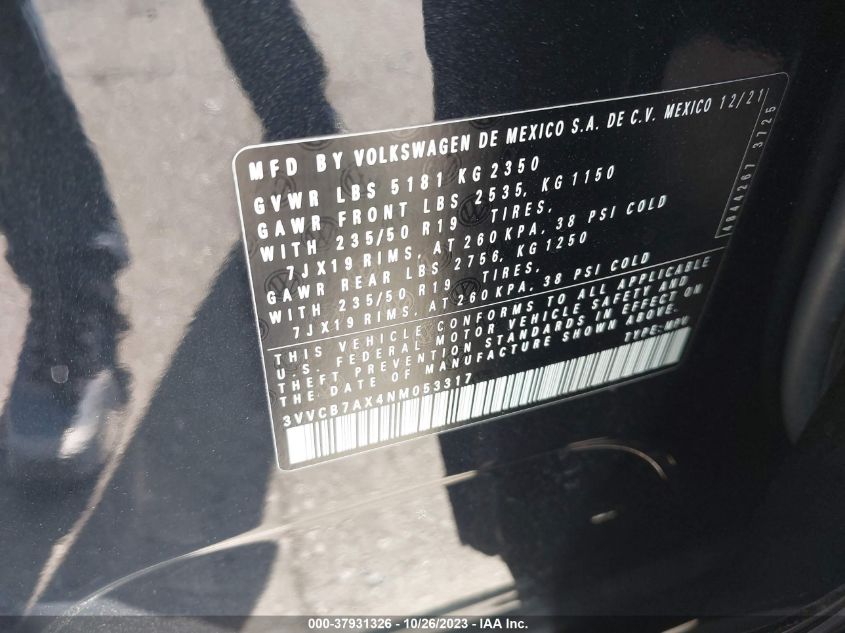 MFD BY VOLKSWAGEN DE MEXICO S.A. DE C.V. MEXICO 12/21
GVWR LBS 5181 KG 2350
GAWR FRONT LBS 2535, KG 1150
WITH 235/50 R19 TIRES,
7JX19 RIMS, AT 260 KPA, 38 PSI COLD
GAWR REAR LBS 2756, KG 1250
WITH 235/50 R19 TIRES,
7JX19 RIMS, AT 260 KPA, 38 PSI COLD
THIS VEHICLE CONFORMS TO ALL APPLICABLE
U.S. FEDERAL MOTOR VEHICLE SAFETY AND
THEFT PREVENTION STANDARDS IN EFFECT ON
THE DATE OF MANUFACTURE SHOWN ABOVE.
3VVCB7AX4NM053317 TYPE:MPV
3725
000-37931326 / 10/26/2023 / IAA Inc.